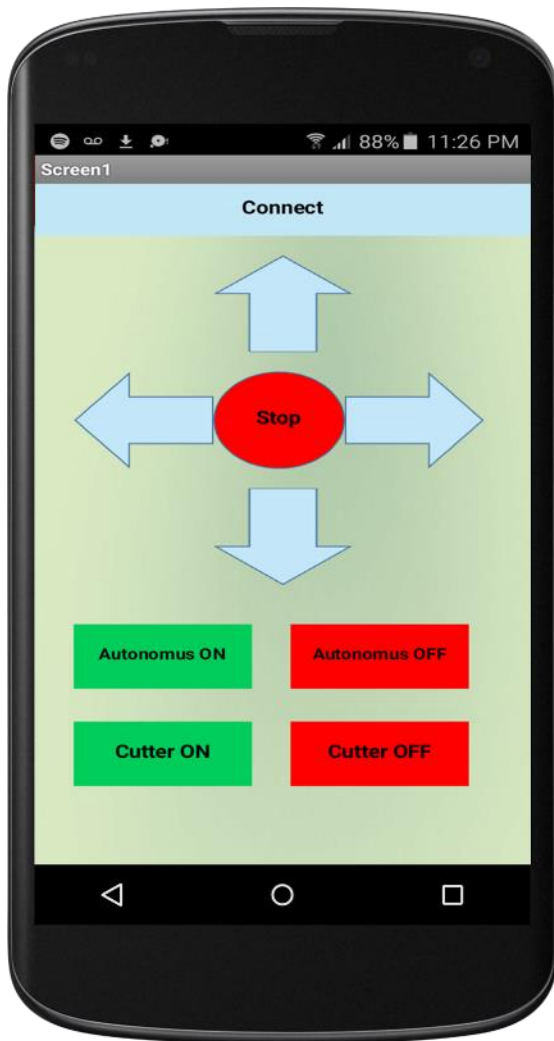 88% 11:26 PM
Screen1
Connect
Stop
Autonomus ON Autonomus OFF
Cutter ON Cutter OFF